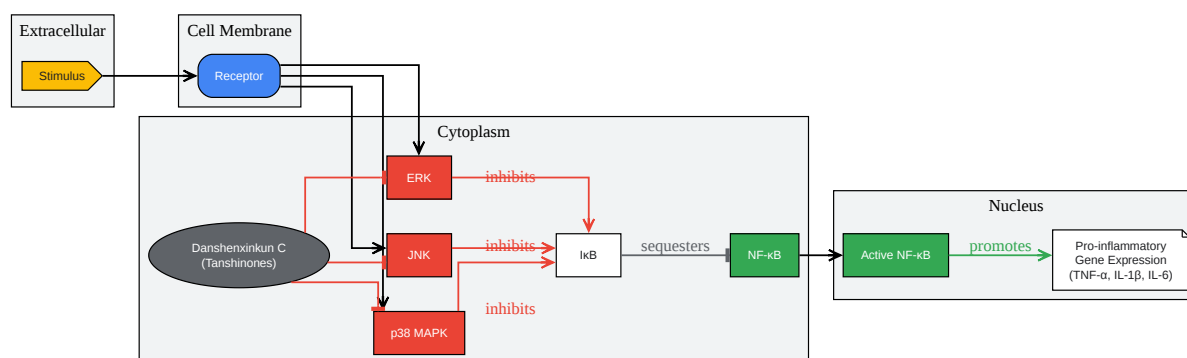 Extracellular
Cell Membrane
Stimulus
Receptor
Cytoplasm
ERK
inhibits
Danshenxinkun C
(Tanshinones)
JNK
inhibits
IκB
sequesters
NF-κB
p38 MAPK
inhibits
Nucleus
Active NF-κB
promotes
Pro-inflammatory
Gene Expression
(TNF-α, IL-1β, IL-6)